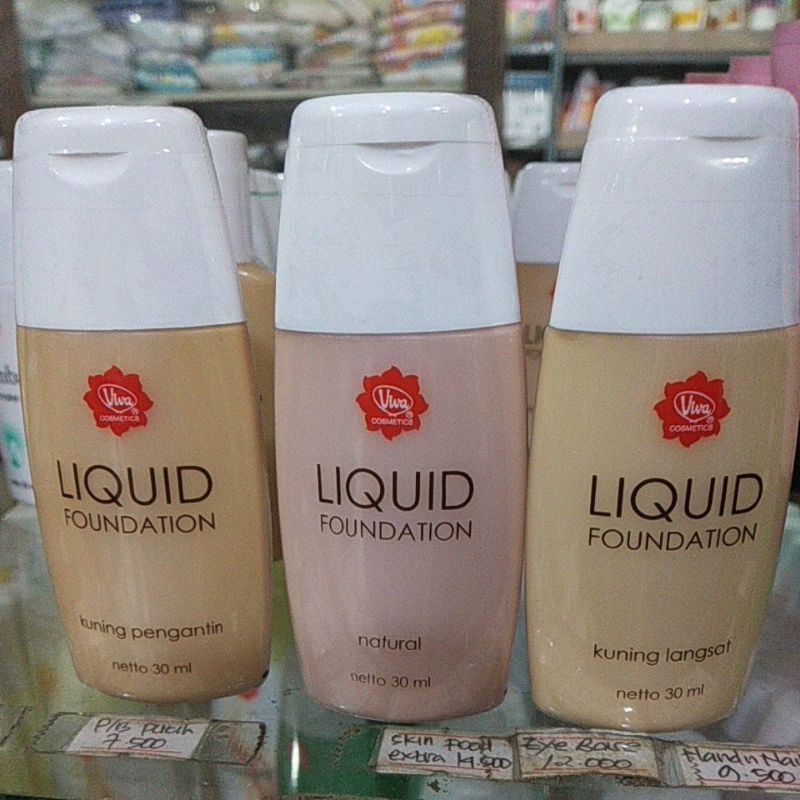 Viva
COSMETICS
LIQUID
FOUNDATION
kuning pengantin
netto 30 ml
Viva
COSMETICS
LIQUID
FOUNDATION
natural
netto 30 ml
Viva
COSMETICS
LIQUID
FOUNDATION
kuning langsat
netto 30 ml
P/B putih
7.500
Skin Food
extra 14.500
Eye Base
12.000
Hand n Nail
9.500